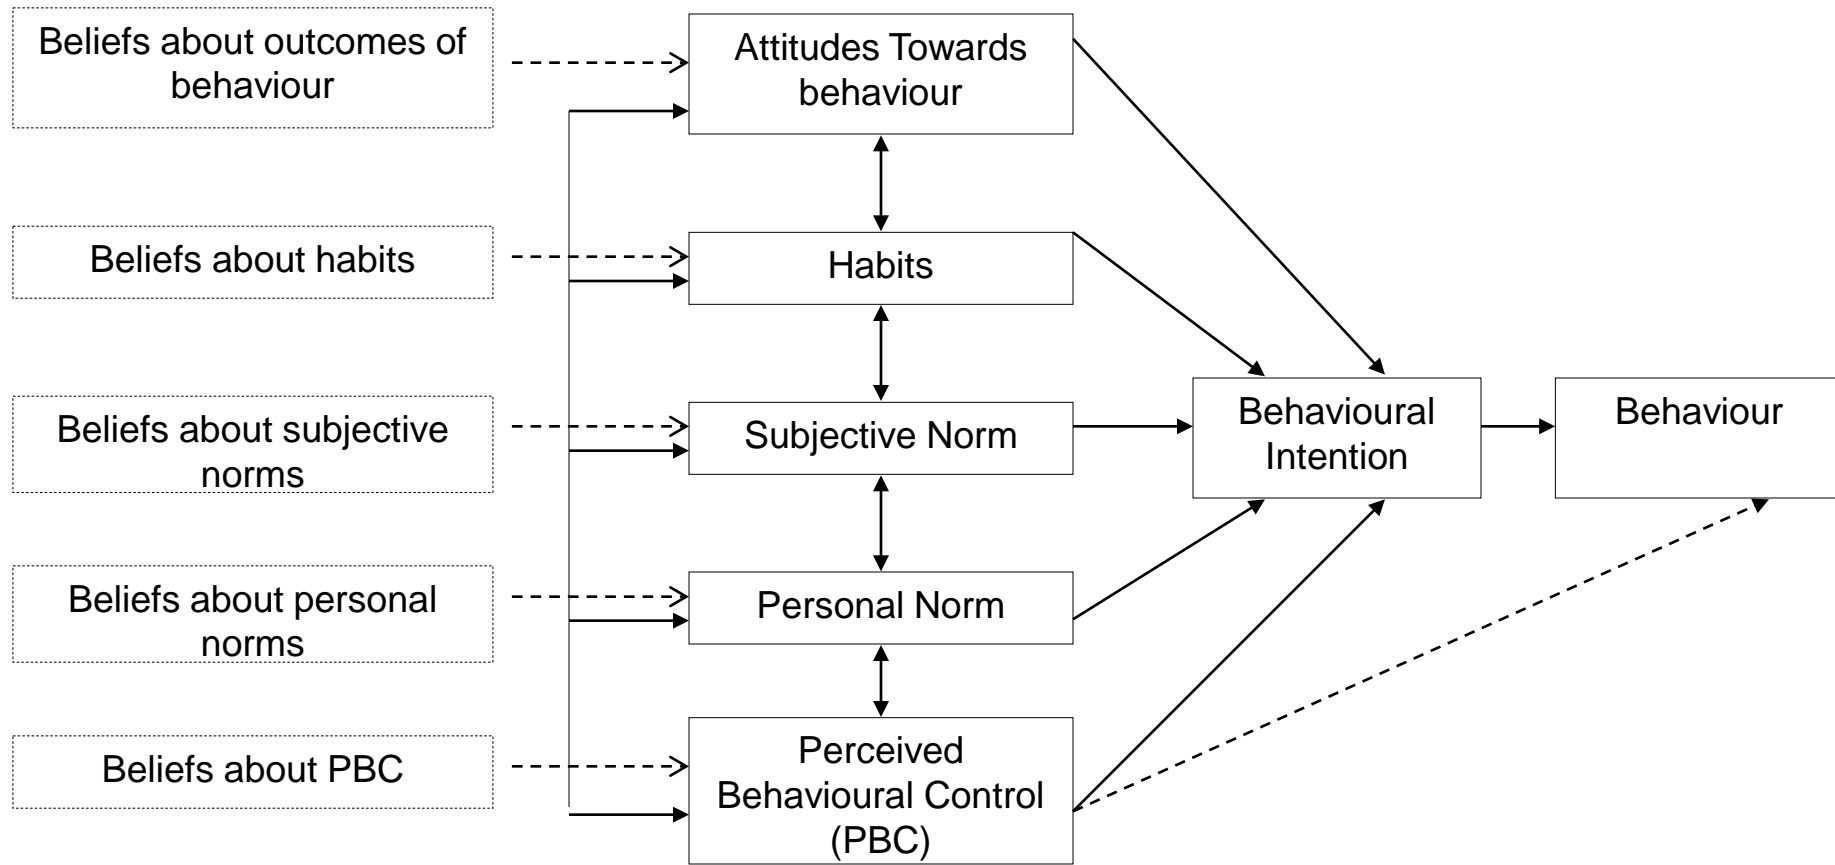 Beliefs about outcomes of
behaviour
Attitudes Towards
behaviour
Beliefs about habits
Habits
Beliefs about subjective
norms
Subjective Norm
Behavioural
Intention
Behaviour
Beliefs about personal
norms
Personal Norm
Beliefs about PBC
Perceived
Behavioural Control
(PBC)